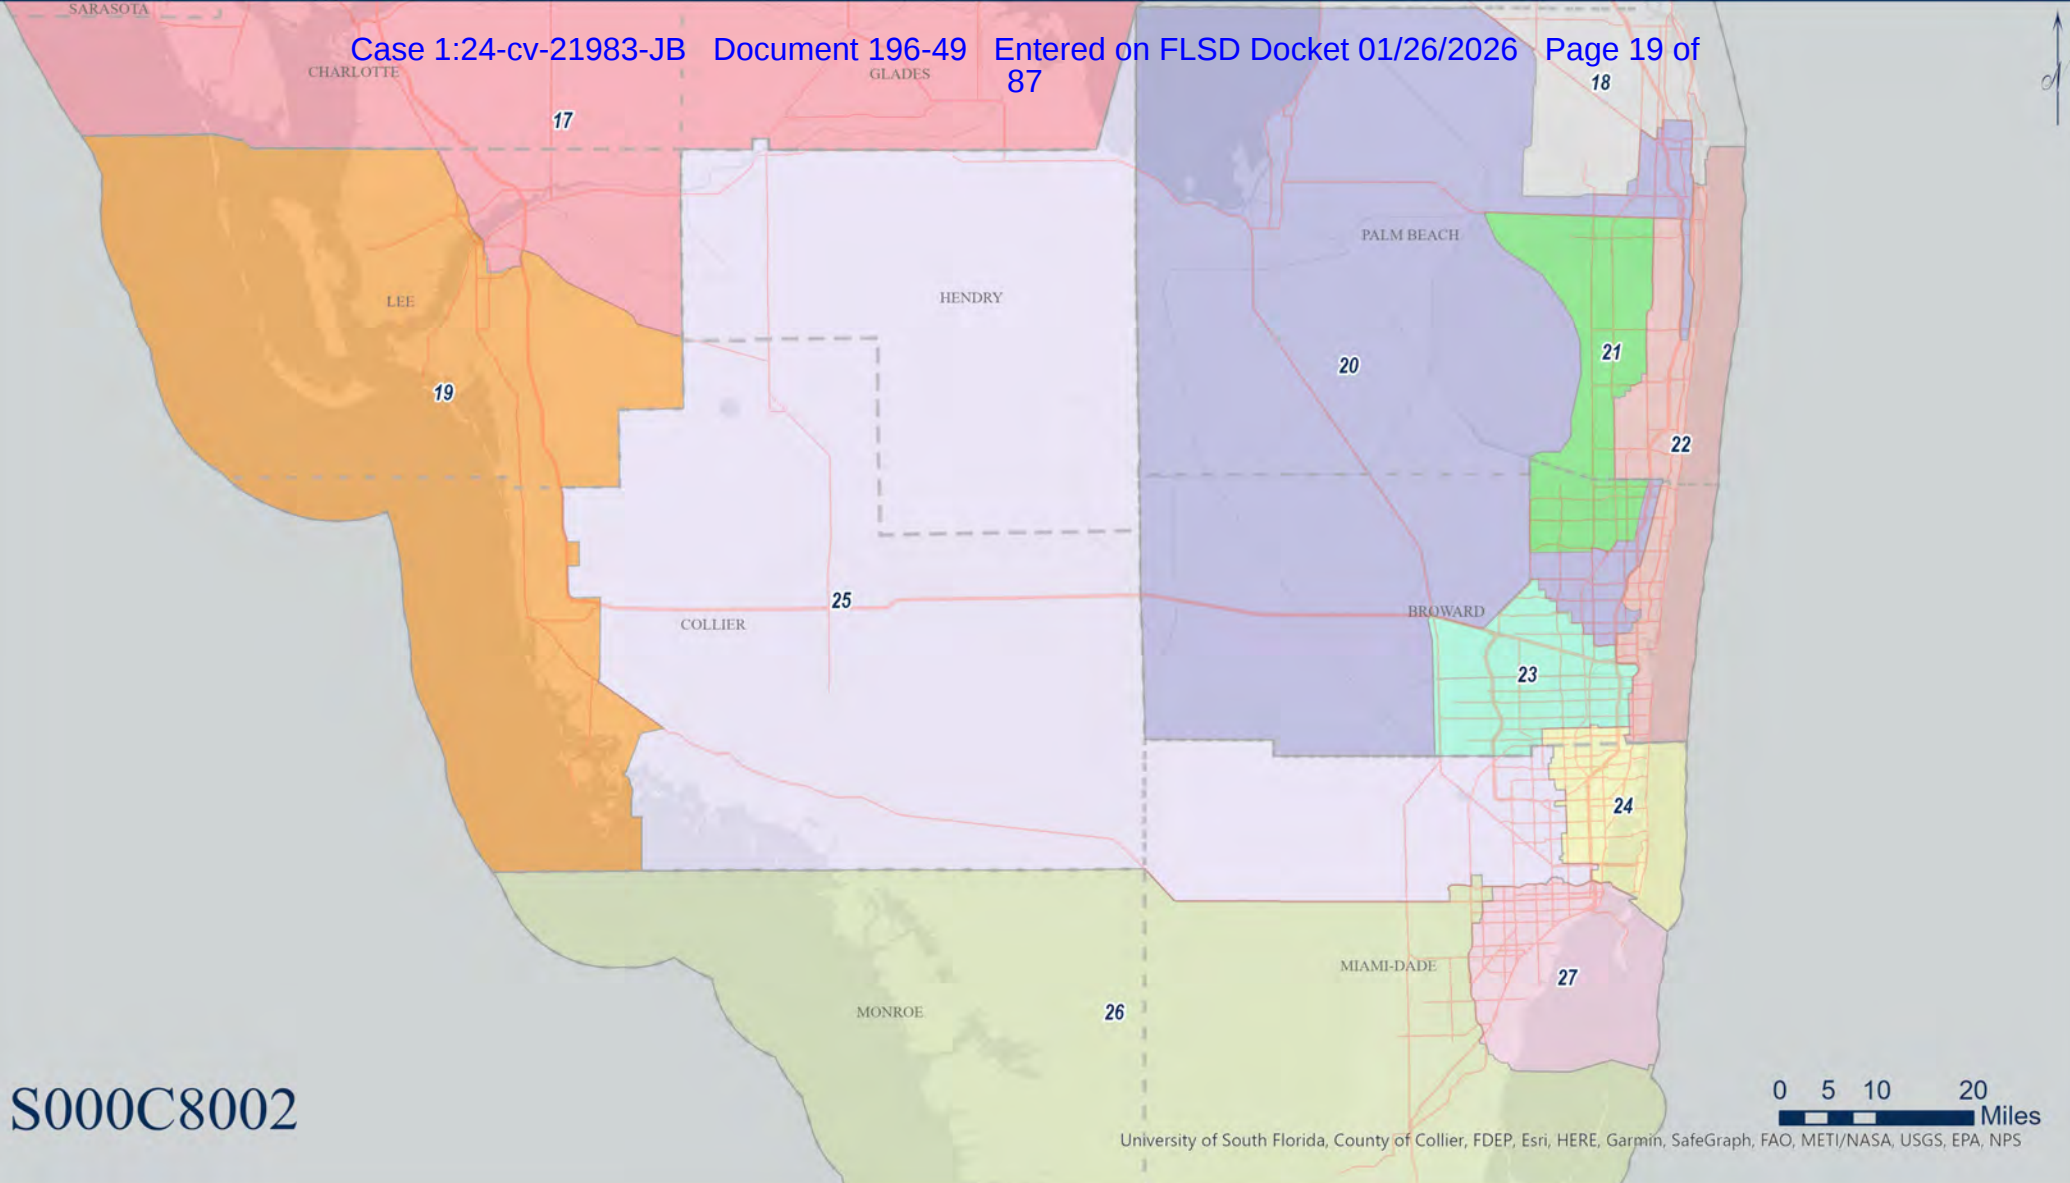 SARASOTA
Case 1:24-cv-21983-JB Document 196-49 Entered on FLSD Docket 01/26/2026 Page 19 of
87
CHARLOTTE
GLADES
18
17
PALM BEACH
LEE
HENDRY
21
20
19
22
25
COLLIER
BROWARD
23
24
MIAMI-DADE
27
MONROE
26
S000C8002
0 5 10 20
Miles
University of South Florida, County of Collier, FDEP, Esri, HERE, Garmin, SafeGraph, FAO, METI/NASA, USGS, EPA, NPS